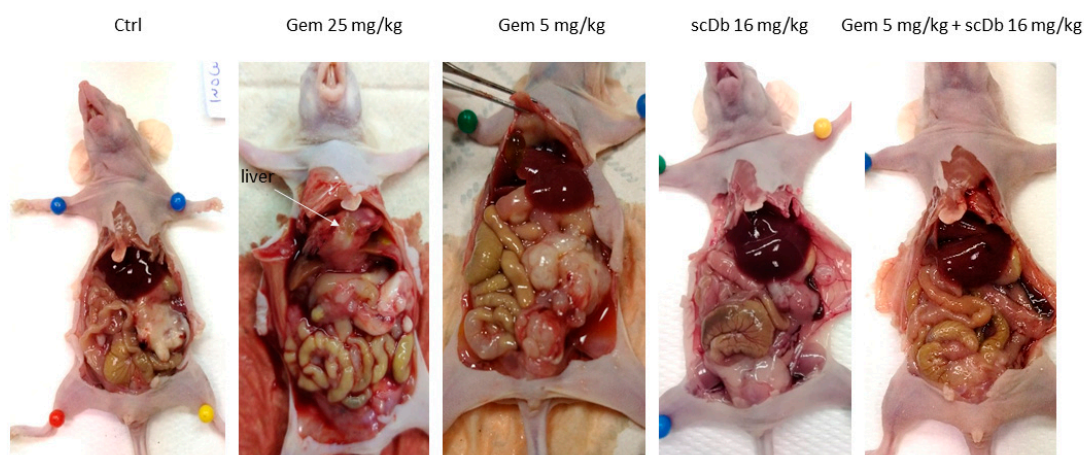 Ctrl
Gem 25 mg/kg
Gem 5 mg/kg
scDb 16 mg/kg
Gem 5 mg/kg + scDb 16 mg/kg
liver